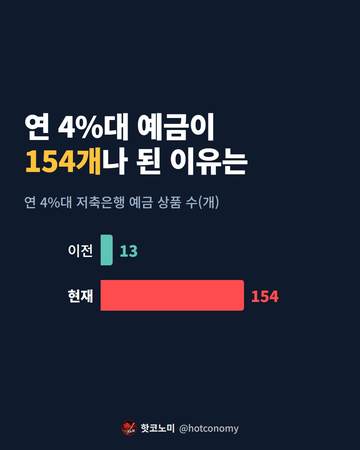 연 4%대 예금이
154개나 된 이유는
연 4%대 저축은행 예금 상품 수(개)
이전 13
현재 154
핫코노미 @hotconomy